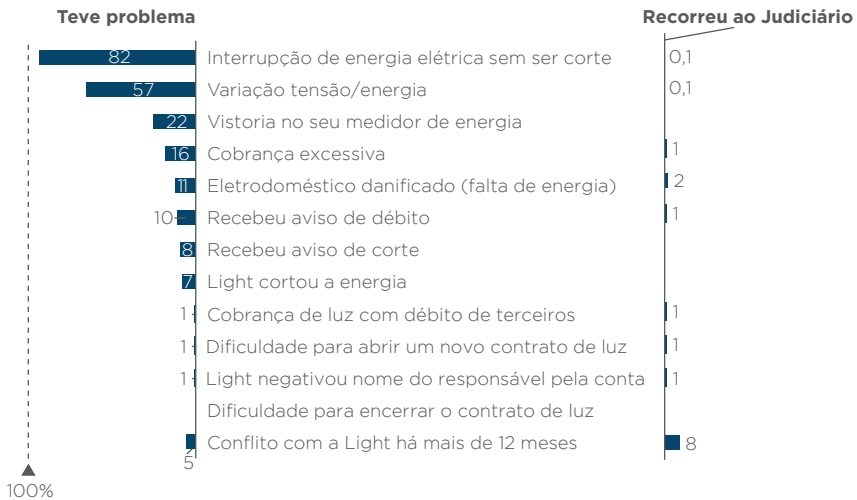 Teve problema Recorreu ao Judiciário
82 Interrupção de energia elétrica sem ser corte 0,1
57 Variação tensão/energia 0,1
22 Vistoria no seu medidor de energia
16 Cobrança excessiva 1
11 Eletrodoméstico danificado (falta de energia) 2
10 Recebeu aviso de débito 1
8 Recebeu aviso de corte
7 Light cortou a energia
1 Cobrança de luz com débito de terceiros 1
1 Dificuldade para abrir um novo contrato de luz 1
1 Light negativou nome do responsável pela conta 1
Dificuldade para encerrar o contrato de luz
Conflito com a Light há mais de 12 meses 8
5
100%